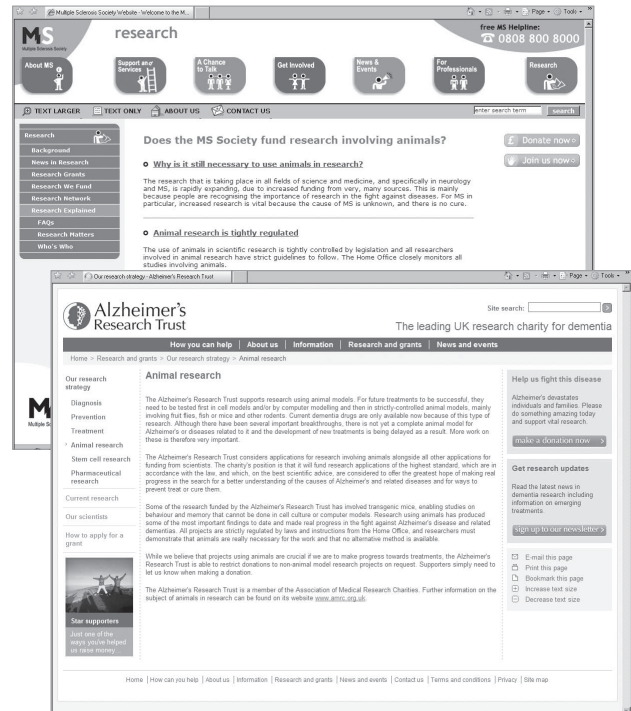 Multiple Sclerosis Society Website - Welcome to the M...
Page
Tools
MS
Multiple Sclerosis Society
research
free MS Helpline:
0808 800 8000
About MS
Support and
Services
A Chance
to Talk
Get Involved
News &
Events
For
Professionals
Research
TEXT LARGER
TEXT ONLY
ABOUT US
CONTACT US
enter search term
search
Research
Background
News in Research
Research Grants
Research We Fund
Research Network
Research Explained
FAQs
Research Matters
Who's Who
Does the MS Society fund research involving animals?
Why is it still necessary to use animals in research?
The research that is taking place in all fields of science and medicine, and specifically in neurology
and MS, is rapidly expanding, due to increased funding from very, many sources. This is mainly
because people are recognising the importance of research in the fight against diseases. For MS in
particular, increased research is vital because the cause of MS is unknown, and there is no cure.
Animal research is tightly regulated
The use of animals in scientific research is tightly controlled by legislation and all researchers
involved in animal research have strict guidelines to follow. The Home Office closely monitors all
studies involving animals.
£ Donate now
Join us now
Our research strategy - Alzheimer's Research Trust
Page
Tools
Alzheimer's
Research Trust
Site search:
The leading UK research charity for dementia
How you can help | About us | Information | Research and grants | News and events
Home > Research and grants > Our research strategy > Animal research
Our research
strategy
Diagnosis
Prevention
Treatment
Animal research
Stem cell research
Pharmaceutical
research
Current research
Our scientists
How to apply for a
grant
Star supporters
Just one of the
ways you've helped
us raise money
Animal research
The Alzheimer's Research Trust supports research using animal models. For future treatments to be successful, they
need to be tested first in cell models and/or by computer modelling and then in strictly-controlled animal models, mainly
involving fruit flies, fish or mice and other rodents. Current dementia drugs are only available now because of this type of
research. Although there have been several important breakthroughs, there is not yet a complete animal model for
Alzheimer's or diseases related to it and the development of new treatments is being delayed as a result. More work on
these is therefore very important.
The Alzheimer's Research Trust considers applications for research involving animals alongside all other applications for
funding from scientists. The charity's position is that it will fund research applications of the highest standard, which are in
accordance with the law, and which, on the best scientific advice, are considered to offer the greatest hope of making real
progress in the search for a better understanding of the causes of Alzheimer's and related diseases and for ways to
prevent treat or cure them.
Some of the research funded by the Alzheimer's Research Trust has involved transgenic mice, enabling studies on
behaviour and memory that cannot be done in cell culture or computer models. Research using animals has produced
some of the most important findings to date and made real progress in the fight against Alzheimer's disease and related
dementias. All projects are strictly regulated by laws and instructions from the Home Office, and researchers must
demonstrate that animals are really necessary for the work and that no alternative method is available.
While we believe that projects using animals are crucial if we are to make progress towards treatments, the Alzheimer's
Research Trust is able to restrict donations to non-animal model research projects on request. Supporters simply need to
let us know when making a donation.
The Alzheimer's Research Trust is a member of the Association of Medical Research Charities. Further information on the
subject of animals in research can be found on its website www.amrc.org.uk.
Help us fight this disease
Alzheimer's devastates
individuals and families. Please
do something amazing today
and support vital research.
make a donation now >
Get research updates
Read the latest news in
dementia research including
information on emerging
treatments.
sign up to our newsletter >
E-mail this page
Print this page
Bookmark this page
Increase text size
Decrease text size
Home | How can you help | About us | Information | Research and grants | News and events | Contact us | Terms and conditions | Privacy | Site map